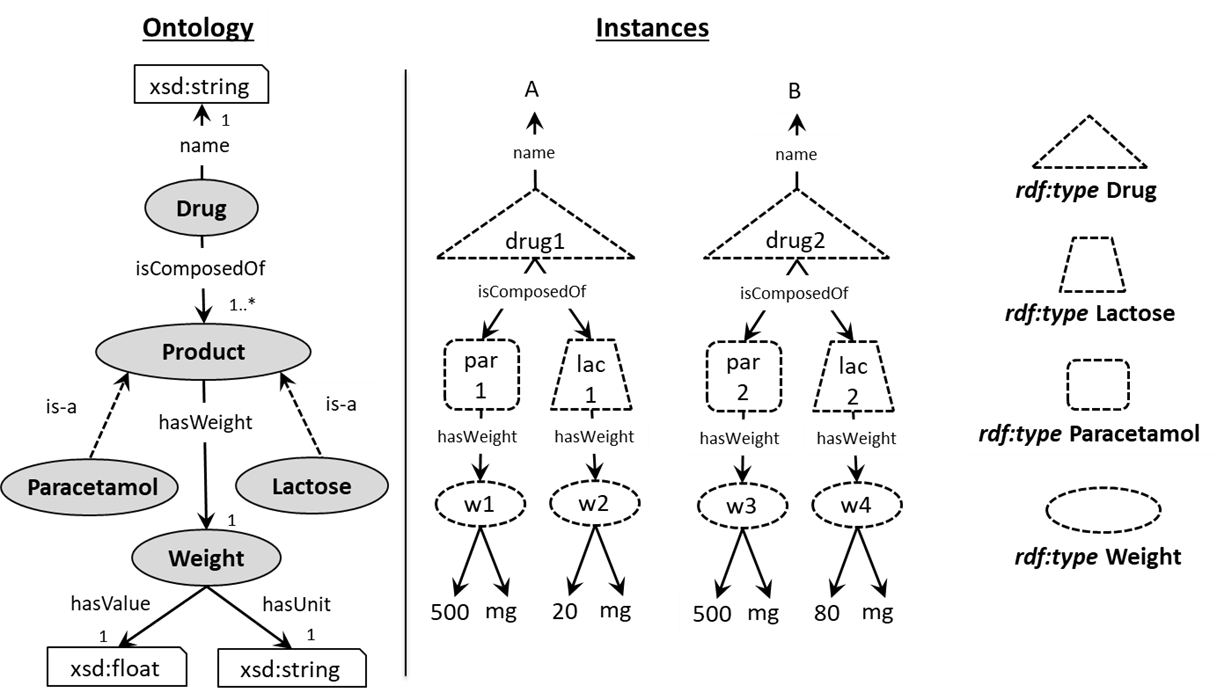 Ontology
xsd:string
1
name
Drug
isComposedOf
1..*
Product
is-a
hasWeight
is-a
Paracetamol
Lactose
1
Weight
hasValue
hasUnit
1
1
xsd:float
xsd:string
Instances
A
B
name
name
drug1
drug2
isComposedOf
isComposedOf
par
1
lac
1
par
2
lac
2
hasWeight
hasWeight
hasWeight
hasWeight
w1
w2
w3
w4
500 mg
20 mg
500 mg
80 mg
rdf:type Drug
rdf:type Lactose
rdf:type Paracetamol
rdf:type Weight